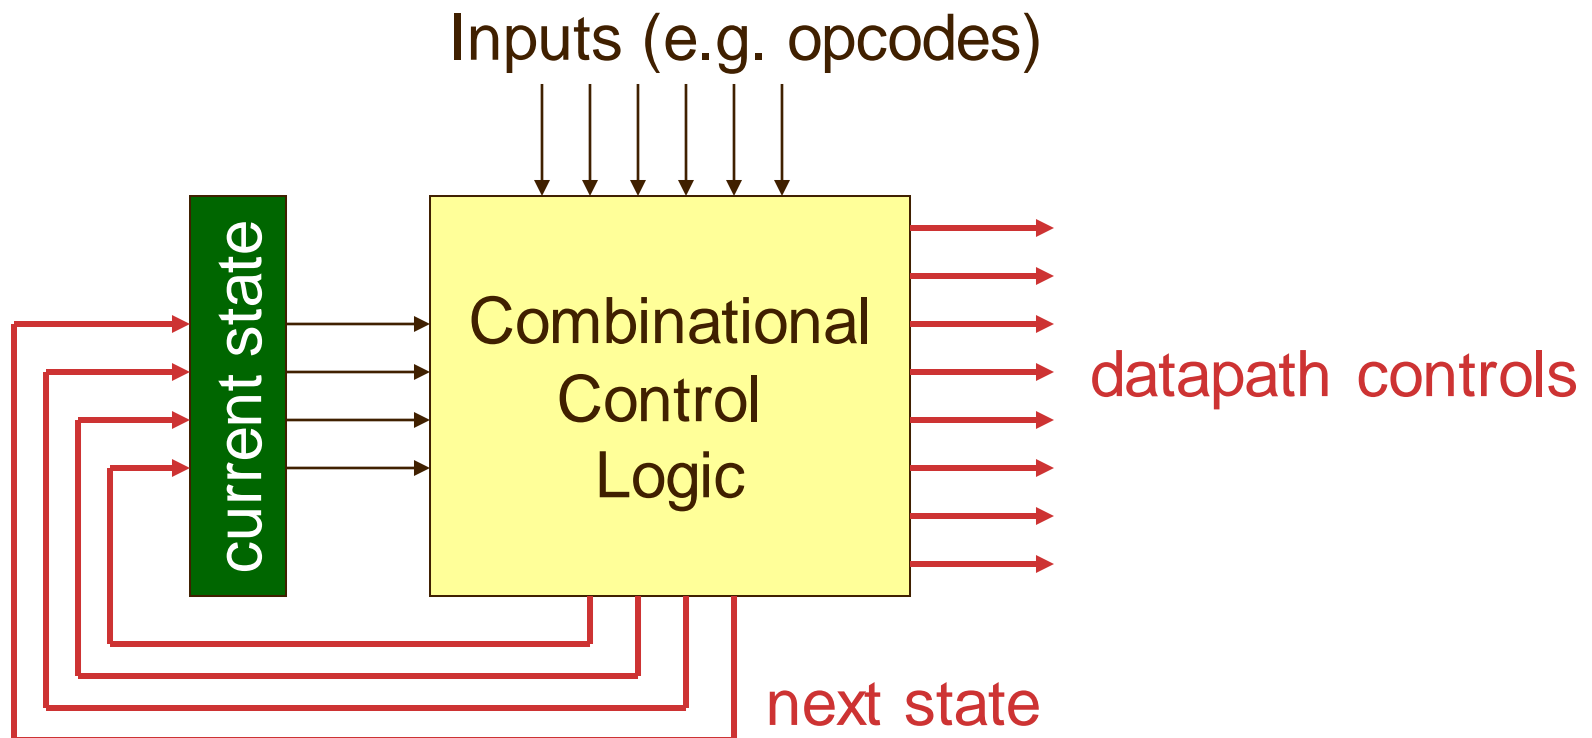 Inputs (e.g. opcodes)
current state
Combinational
Control
Logic
datapath controls
next state